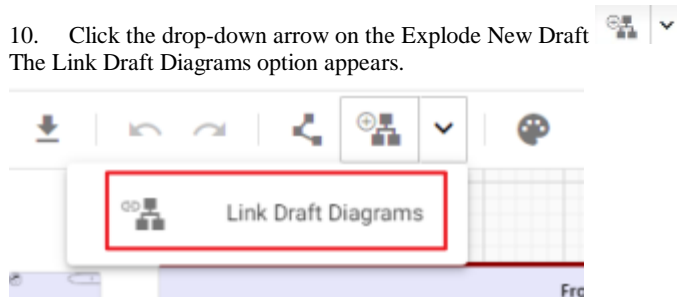 10. Click the drop-down arrow on the Explode New Draft
The Link Draft Diagrams option appears.
Link Draft Diagrams
Fro